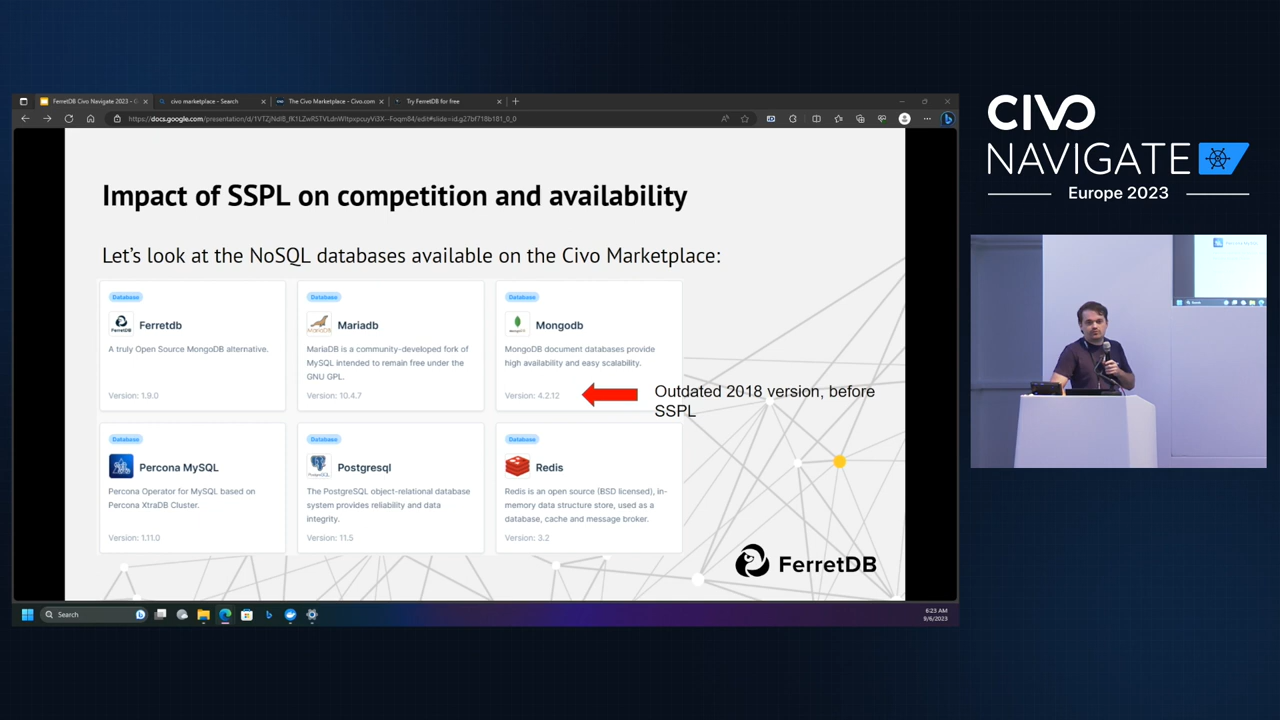 FerretDB Civo Navigate 2023 - G
civo marketplace - Search
The Civo Marketplace - Civo.com
Try FerretDB for free
Impact of SSPL on competition and availability
Let's look at the NoSQL databases available on the Civo Marketplace:
Database
Ferretdb
A truly Open Source MongoDB alternative.
Version: 1.9.0
Database
MariaDB
Mariadb
MariaDB is a community-developed fork of
MySQL intended to remain free under the
GNU GPL.
Version: 10.4.7
Database
Mongodb
MongoDB document databases provide
high availability and easy scalability.
Version: 4.2.12
Outdated 2018 version, before
SSPL
Database
Percona MySQL
Percona Operator for MySQL based on
Percona XtraDB Cluster.
Version: 1.11.0
Database
Postgresql
The PostgreSQL object-relational database
system provides reliability and data
integrity.
Version: 11.5
Database
Redis
Redis is an open source (BSD licensed), in-
memory data structure store, used as a
database, cache and message broker.
Version: 3.2
FerretDB
Search
6:23 AM
9/6/2023
CIVO
NAVIGATE
Europe 2023